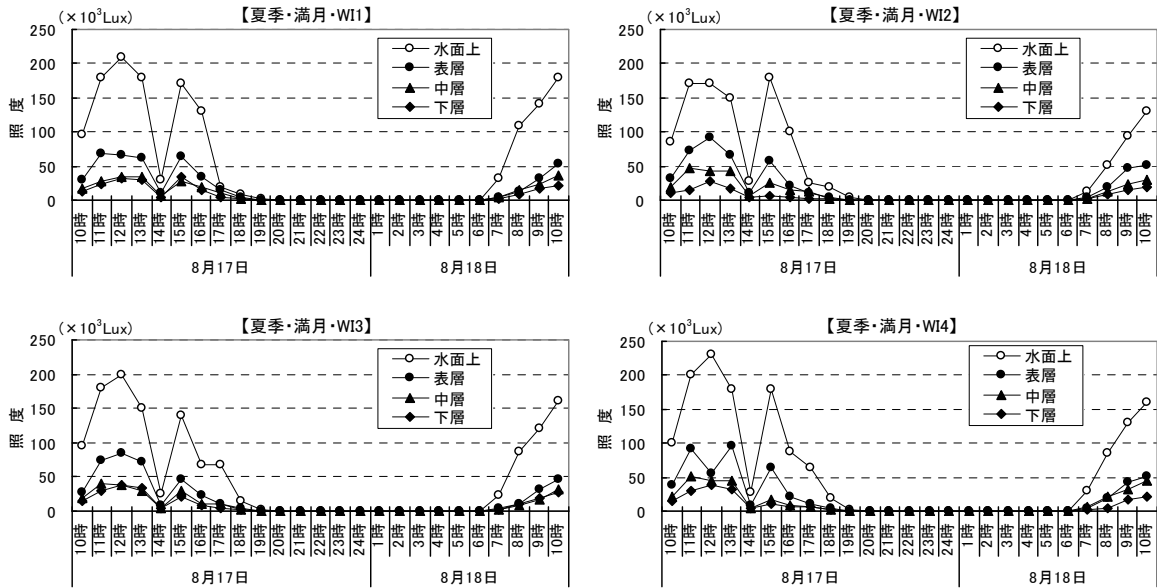 (×10³Lux) 【夏季・満月・WI1】
250
200
150
100
50
0
照度
水面上
表層
中層
下層
10時 11時 12時 13時 14時 15時 16時 17時 18時 19時 20時 21時 22時 23時 24時 1時 2時 3時 4時 5時 6時 7時 8時 9時 10時
8月17日 8月18日
(×10³Lux) 【夏季・満月・WI2】
250
200
150
100
50
0
照度
水面上
表層
中層
下層
10時 11時 12時 13時 14時 15時 16時 17時 18時 19時 20時 21時 22時 23時 24時 1時 2時 3時 4時 5時 6時 7時 8時 9時 10時
8月17日 8月18日
(×10³Lux) 【夏季・満月・WI3】
250
200
150
100
50
0
照度
水面上
表層
中層
下層
10時 11時 12時 13時 14時 15時 16時 17時 18時 19時 20時 21時 22時 23時 24時 1時 2時 3時 4時 5時 6時 7時 8時 9時 10時
8月17日 8月18日
(×10³Lux) 【夏季・満月・WI4】
250
200
150
100
50
0
照度
水面上
表層
中層
下層
10時 11時 12時 13時 14時 15時 16時 17時 18時 19時 20時 21時 22時 23時 24時 1時 2時 3時 4時 5時 6時 7時 8時 9時 10時
8月17日 8月18日